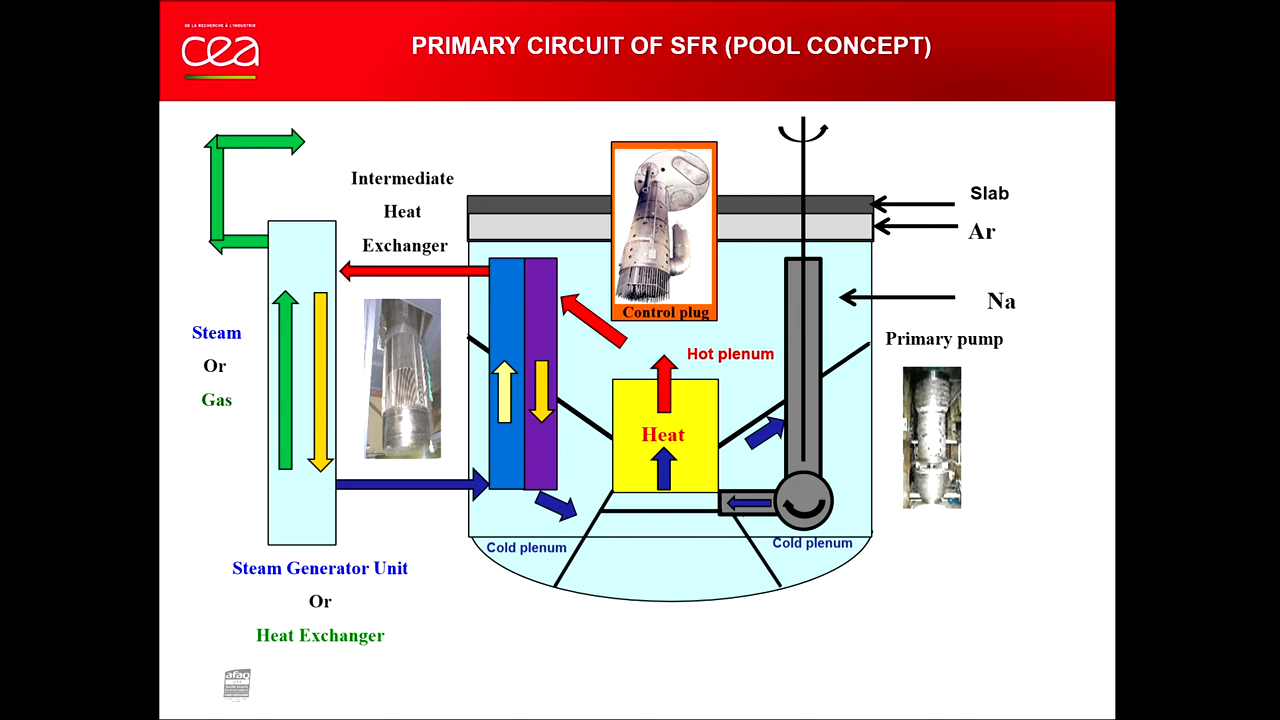 DE LA RECHERCHE À L'INDUSTRIE
cea
PRIMARY CIRCUIT OF SFR (POOL CONCEPT)
Intermediate
Heat
Exchanger
Slab
Ar
Na
Control plug
Primary pump
Hot plenum
Steam
Or
Gas
Heat
Cold plenum
Cold plenum
Steam Generator Unit
Or
Heat Exchanger
afaq